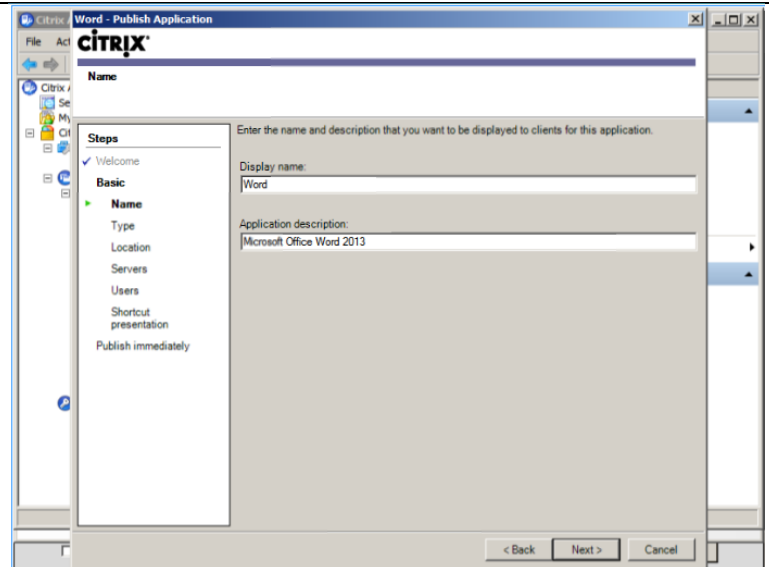 Citrix
Word - Publish Application
File Act
CİTRIX
Name
Citrix
Se
My
Cit
Steps
Welcome
Basic
Name
Type
Location
Servers
Users
Shortcut
presentation
Publish immediately
Enter the name and description that you want to be displayed to clients for this application.
Display name:
Word
Application description:
Microsoft Office Word 2013
< Back
Next >
Cancel